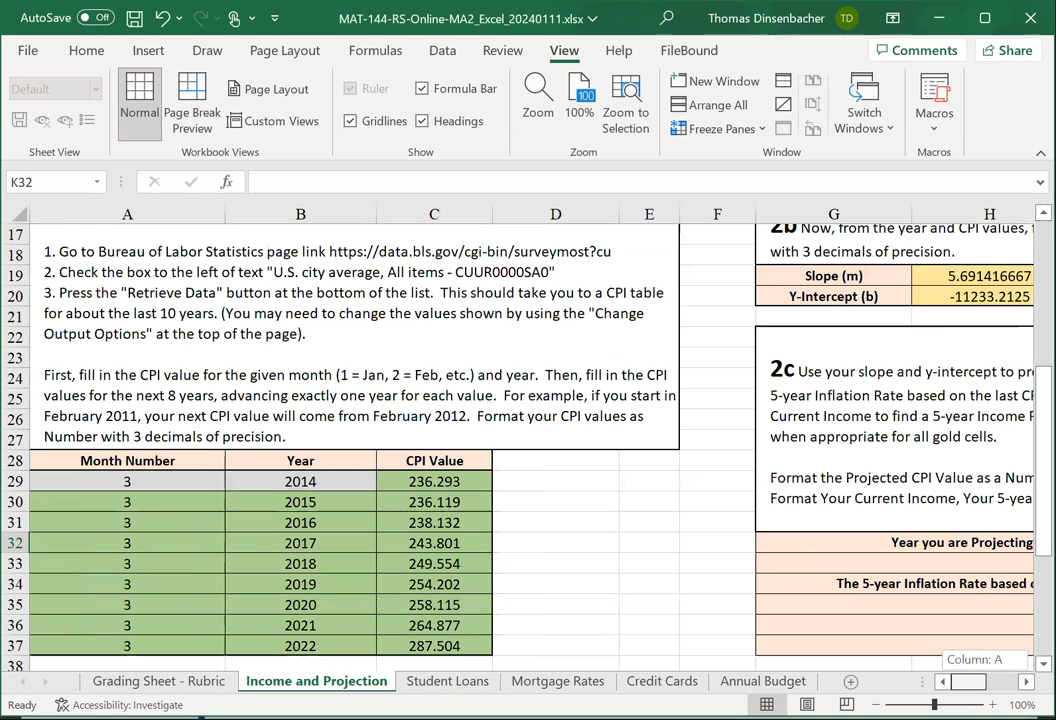 AutoSave Off MAT-144-RS-Online-MA2_Excel_20240111.xlsx Thomas Dinsenbacher TD
File Home Insert Draw Page Layout Formulas Data Review View Help FileBound Comments Share
Default
Sheet View
Normal
Page Break Preview
Page Layout
Custom Views
Workbook Views
Ruler
Formula Bar
Gridlines
Headings
Show
Zoom
100
100%
Zoom to Selection
Zoom
New Window
Arrange All
Freeze Panes
Switch Windows
Window
Macros
Macros
K32 fx
A B C D E F G H
17
18 1. Go to Bureau of Labor Statistics page link https://data.bls.gov/cgi-bin/surveymost?cu
19 2. Check the box to the left of text "U.S. city average, All items - CUUR0000SA0"
20 3. Press the "Retrieve Data" button at the bottom of the list. This should take you to a CPI table
21 for about the last 10 years. (You may need to change the values shown by using the "Change
22 Output Options" at the top of the page).
23
24 First, fill in the CPI value for the given month (1 = Jan, 2 = Feb, etc.) and year. Then, fill in the CPI
25 values for the next 8 years, advancing exactly one year for each value. For example, if you start in
26 February 2011, your next CPI value will come from February 2012. Format your CPI values as
27 Number with 3 decimals of precision.
28 Month Number Year CPI Value
29 3 2014 236.293
30 3 2015 236.119
31 3 2016 238.132
32 3 2017 243.801
33 3 2018 249.554
34 3 2019 254.202
35 3 2020 258.115
36 3 2021 264.877
37 3 2022 287.504
38
2b Now, from the year and CPI values,
with 3 decimals of precision.
Slope (m) 5.691416667
Y-Intercept (b) -11233.2125
2c Use your slope and y-intercept to pr
5-year Inflation Rate based on the last C
Current Income to find a 5-year Income
when appropriate for all gold cells.
Format the Projected CPI Value as a Num
Format Your Current Income, Your 5-yea
Year you are Projecting
The 5-year Inflation Rate based
Column: A
Grading Sheet - Rubric Income and Projection Student Loans Mortgage Rates Credit Cards Annual Budget
Ready Accessibility: Investigate 100%